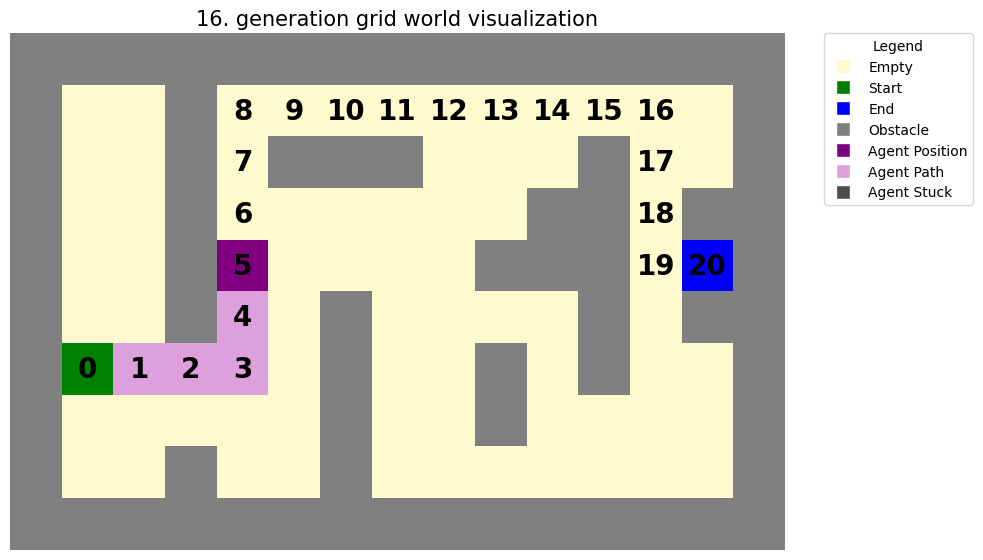 16. generation grid world visualization
8 9 10 11 12 13 14 15 16
7 17
6 18
5 19 20
4
0 1 2 3
Legend
Empty
Start
End
Obstacle
Agent Position
Agent Path
Agent Stuck